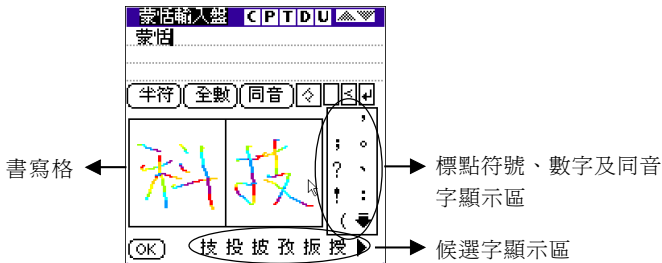 蒙恬輸入盤 C P T D U
蒙恬
半符 全數 同音
，
； 。
？ 、
！ ：
（
科技
書寫格
標點符號、數字及同音
字顯示區
OK 技 投 披 孜 扳 授
候選字顯示區